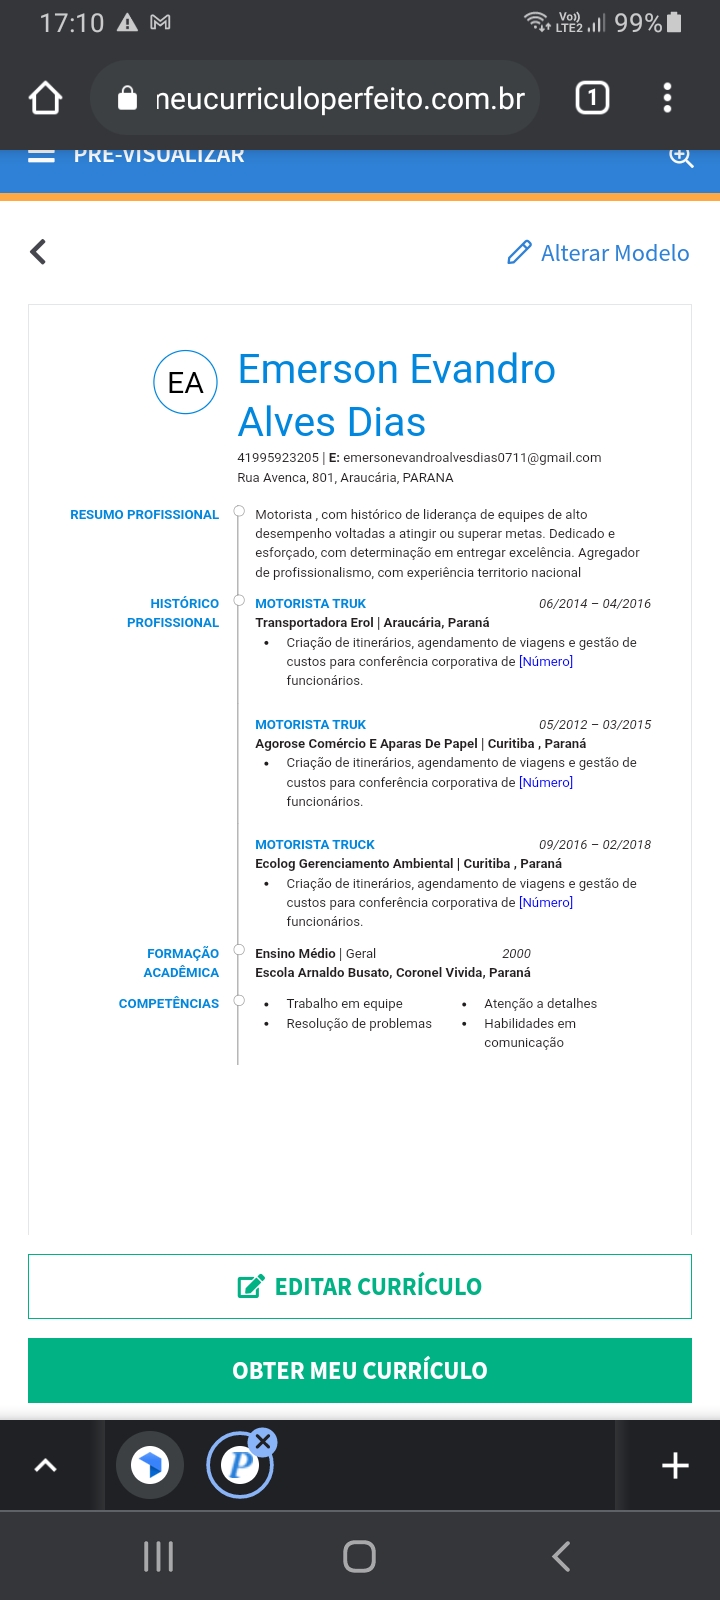 17:10
Vo)) LTE2 99%
neucurriculoperfeito.com.br 1
PRÉ-VISUALIZAR
Alterar Modelo
EA
Emerson Evandro
Alves Dias
41995923205 | E: emersonevandroalvesdias0711@gmail.com
Rua Avenca, 801, Araucária, PARANA
RESUMO PROFISSIONAL
Motorista , com histórico de liderança de equipes de alto
desempenho voltadas a atingir ou superar metas. Dedicado e
esforçado, com determinação em entregar excelência. Agregador
de profissionalismo, com experiência territorio nacional
HISTÓRICO
PROFISSIONAL
MOTORISTA TRUK 06/2014 – 04/2016
Transportadora Erol | Araucária, Paraná
• Criação de itinerários, agendamento de viagens e gestão de
custos para conferência corporativa de [Número]
funcionários.
MOTORISTA TRUK 05/2012 – 03/2015
Agorose Comércio E Aparas De Papel | Curitiba , Paraná
• Criação de itinerários, agendamento de viagens e gestão de
custos para conferência corporativa de [Número]
funcionários.
MOTORISTA TRUCK 09/2016 – 02/2018
Ecolog Gerenciamento Ambiental | Curitiba , Paraná
• Criação de itinerários, agendamento de viagens e gestão de
custos para conferência corporativa de [Número]
funcionários.
FORMAÇÃO
ACADÊMICA
Ensino Médio | Geral 2000
Escola Arnaldo Busato, Coronel Vivida, Paraná
COMPETÊNCIAS
• Trabalho em equipe
• Resolução de problemas
• Atenção a detalhes
• Habilidades em
comunicação
EDITAR CURRÍCULO
OBTER MEU CURRÍCULO
P